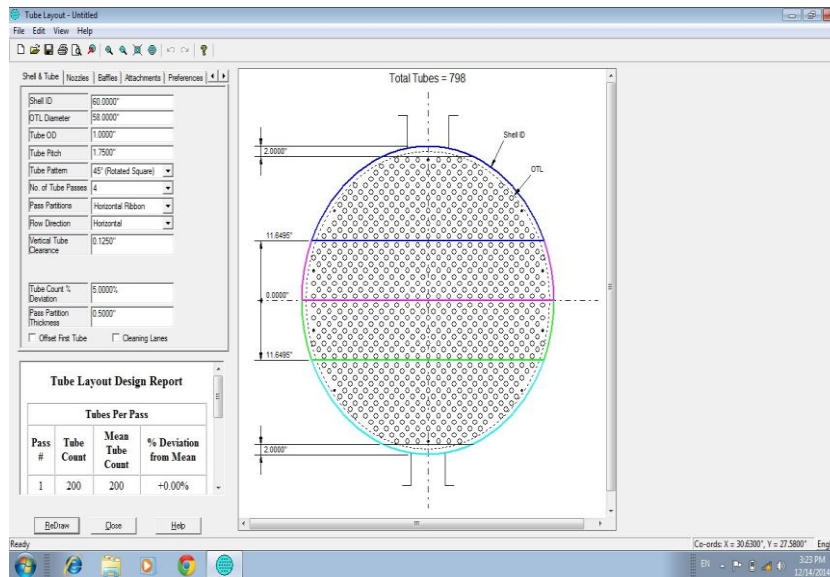 Tube Layout - Untitled
File Edit View Help
Shell & Tube Nozzles Baffles Attachments Preferences
Shell ID 60.0000"
OTL Diameter 58.0000"
Tube OD 1.0000"
Tube Pitch 1.7500"
Tube Pattern 45° (Rotated Square)
No. of Tube Passes 4
Pass Partitions Horizontal Ribbon
Flow Direction Horizontal
Vertical Tube Clearance 0.1250"
Tube Count % Deviation 5.0000%
Pass Partition Thickness 0.5000"
Offset First Tube Cleaning Lanes
Tube Layout Design Report
Tubes Per Pass
Pass # Tube Count Mean Tube Count % Deviation from Mean
1 200 200 +0.00%
ReDraw Close Help
Total Tubes = 798
Shell ID
2.0000"
OTL
11.6495"
0.0000"
11.6495"
2.0000"
Ready
Co-ords: X = 30.6300", Y = 27.5800" Eng
EN
3:23 PM
12/14/2014